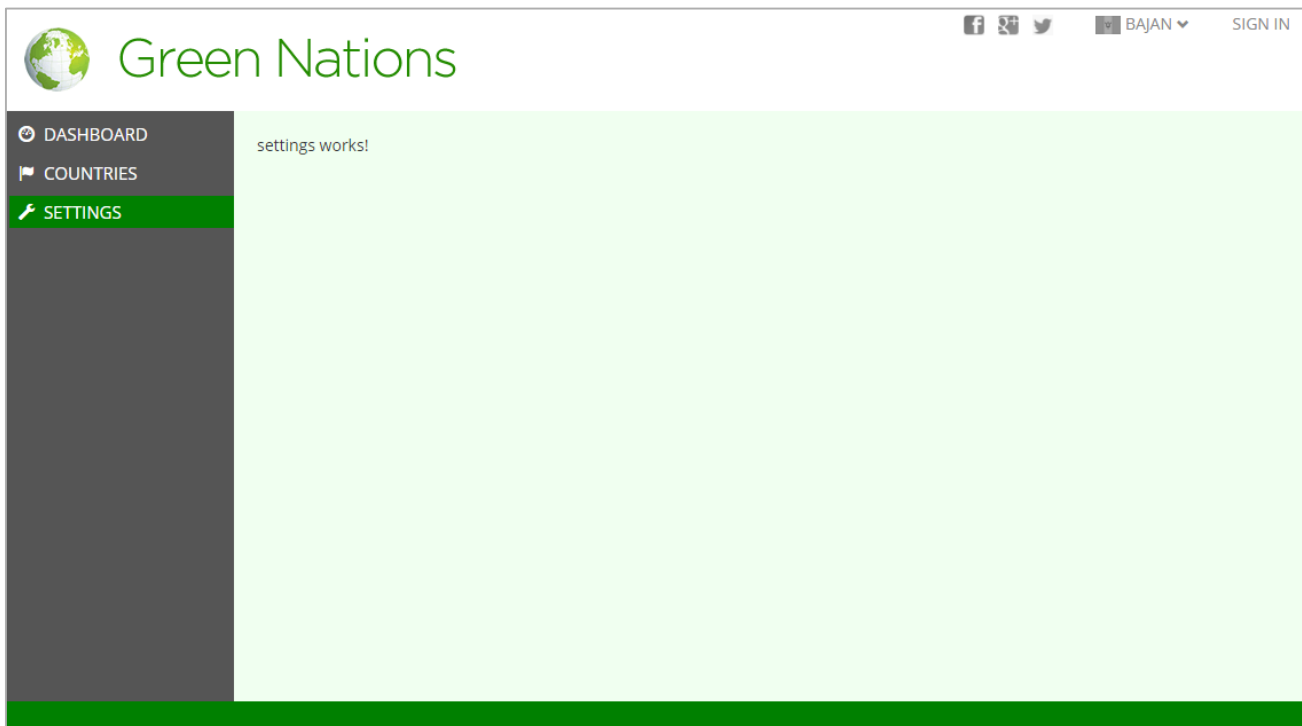 Green Nations
BAJAN
SIGN IN
DASHBOARD
COUNTRIES
SETTINGS
settings works!